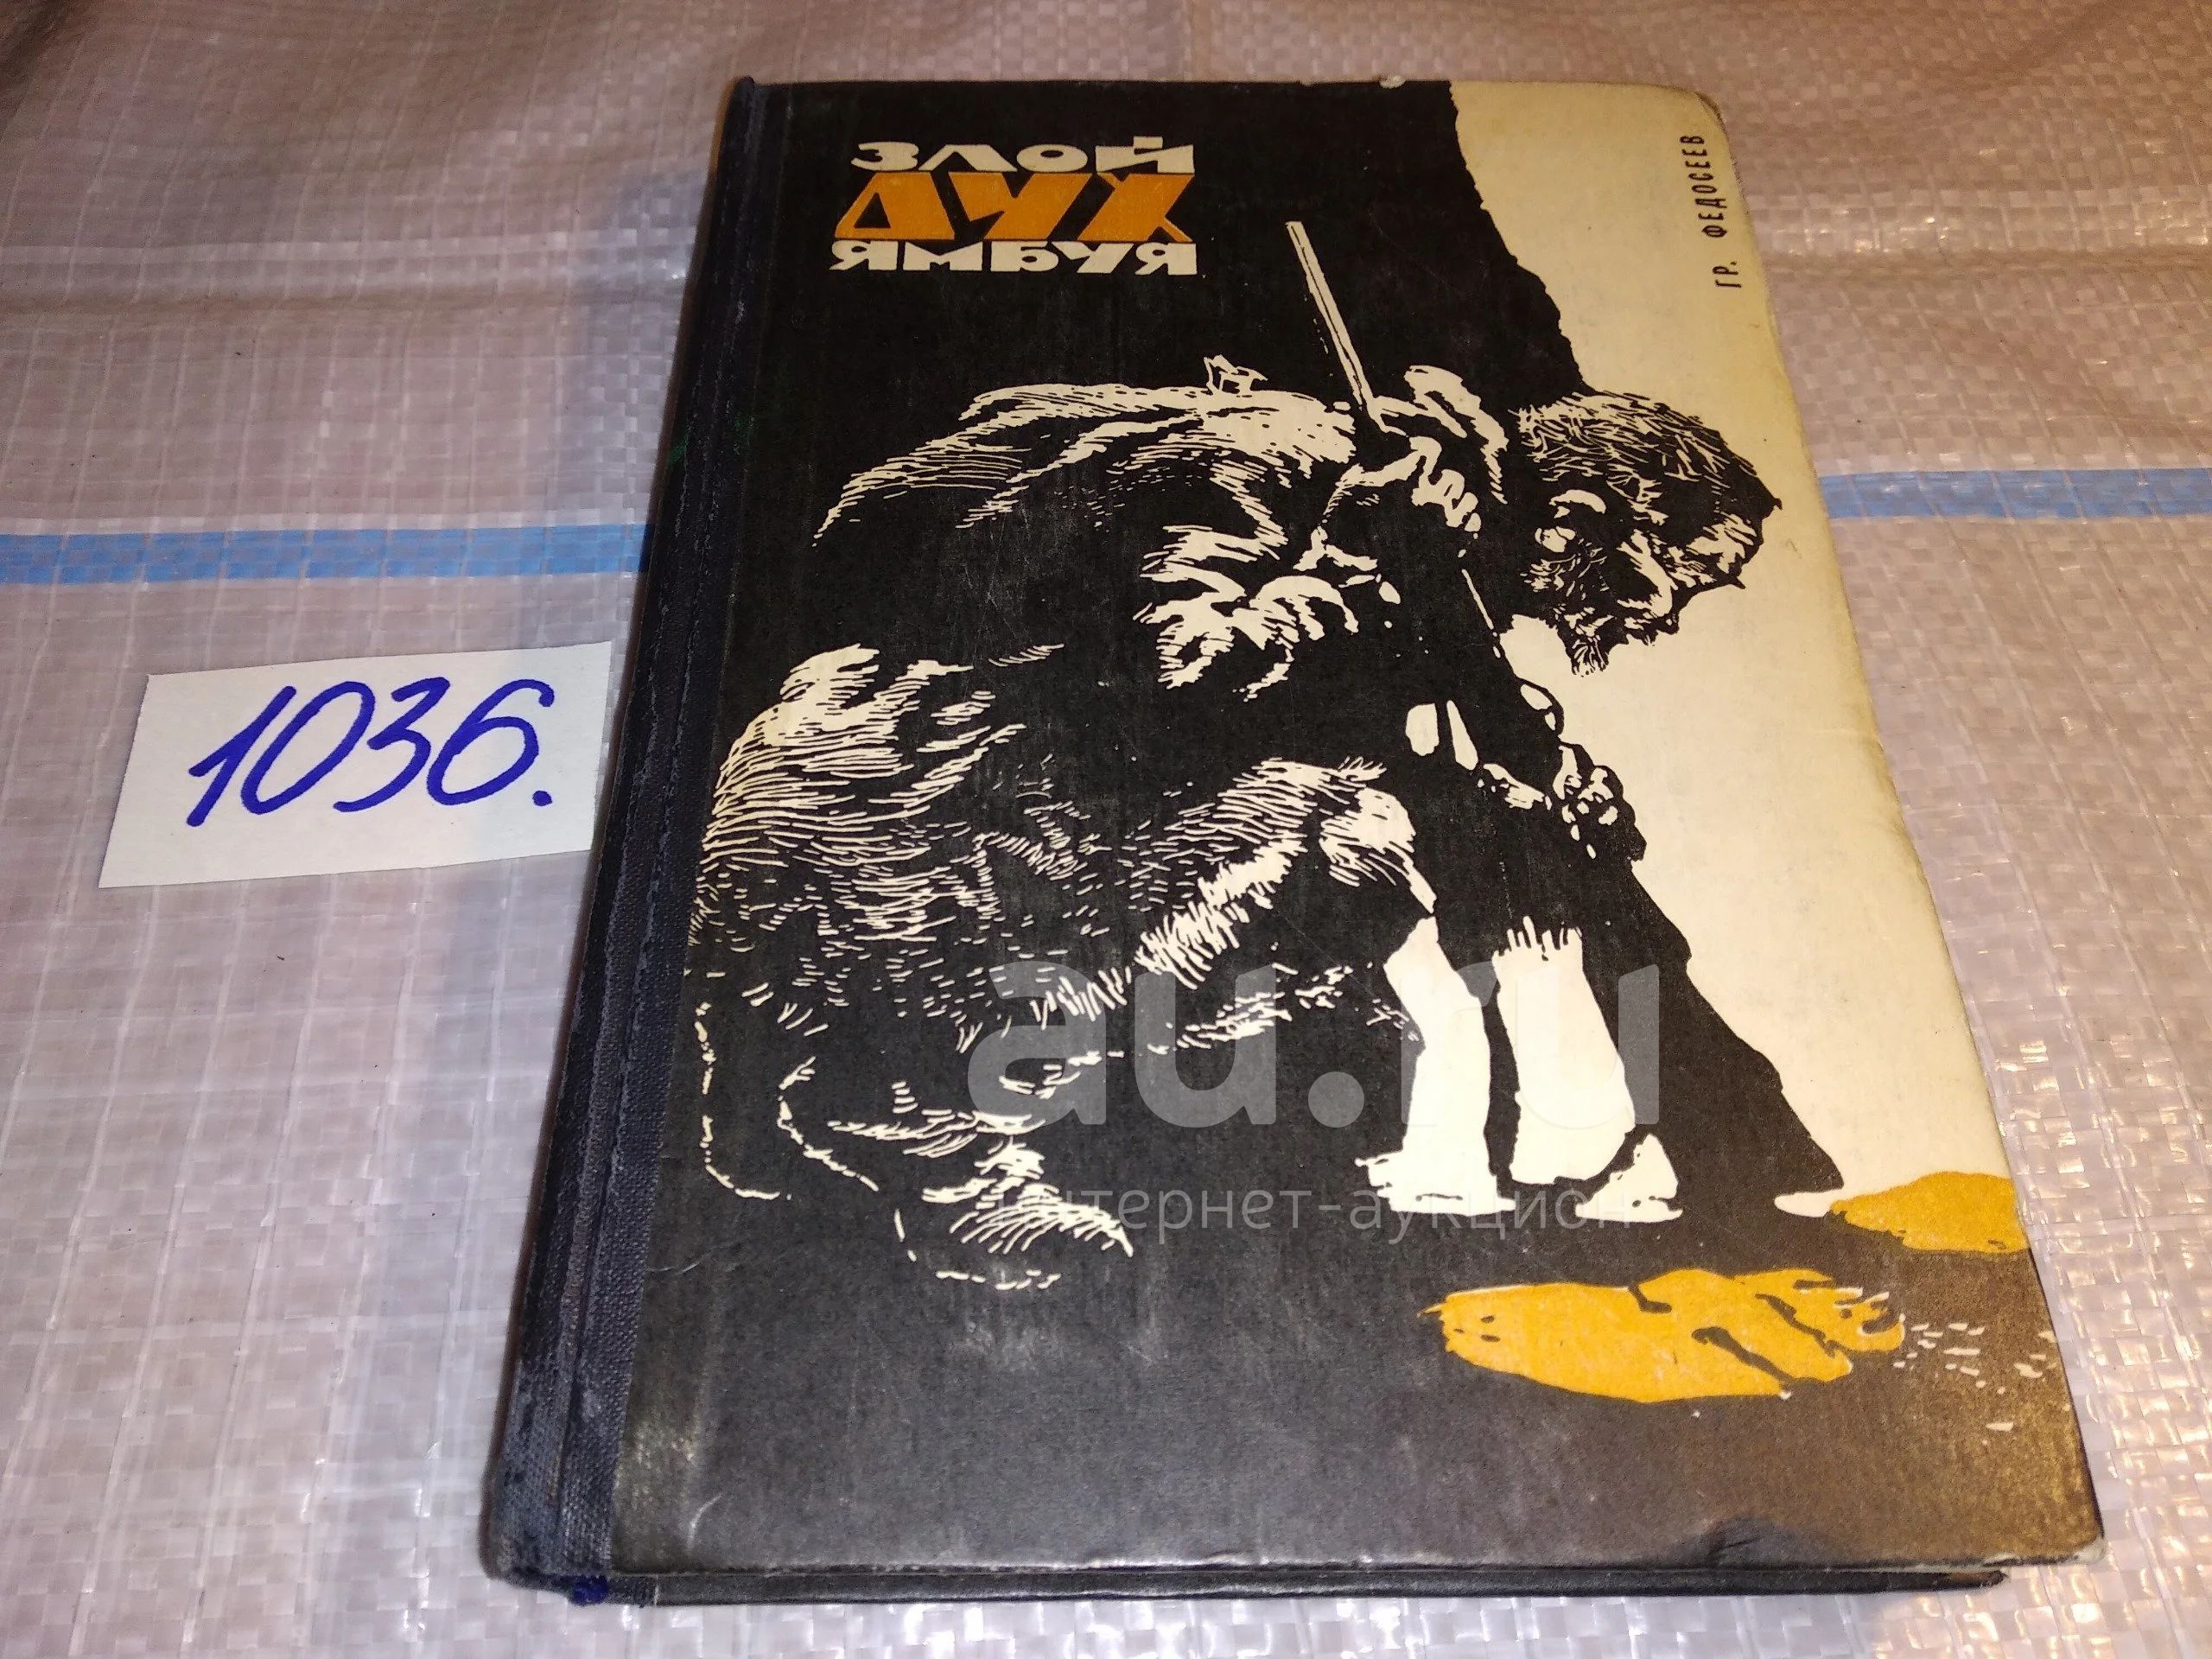 ЗЛОЙ
ДУХ
ЯМБУЯ
ГР. ФЕДОСЕЕВ
1036.
au.ru
интернет-аукцион